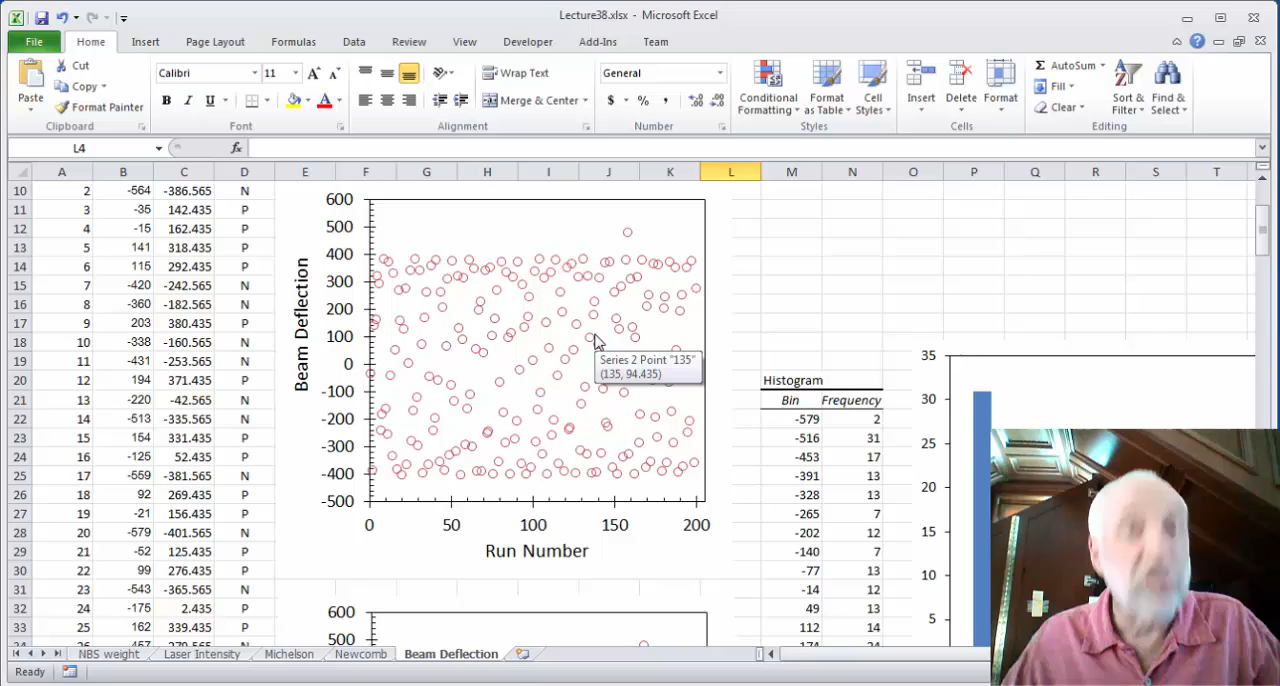 Lecture38.xlsx - Microsoft Excel
File Home Insert Page Layout Formulas Data Review View Developer Add-Ins Team
Paste
Cut
Copy
Format Painter
Clipboard
Calibri 11 A A
B I U A
Font
Wrap Text
Merge & Center
Alignment
General
$ % ,
Number
Conditional Formatting
Format as Table
Cell Styles
Styles
Insert Delete Format
Cells
Σ AutoSum
Fill
Clear
Sort & Filter
Find & Select
Editing
L4 fx
A B C D E F G H I J K L M N O P Q R S T
10 2 -564 -386.565 N
11 3 -35 142.435 P
12 4 -15 162.435 P
13 5 141 318.435 P
14 6 115 292.435 P
15 7 -420 -242.565 N
16 8 -360 -182.565 N
17 9 203 380.435 P
18 10 -338 -160.565 N
19 11 -431 -253.565 N
20 12 194 371.435 P
21 13 -220 -42.565 N
22 14 -513 -335.565 N
23 15 154 331.435 P
24 16 -125 52.435 P
25 17 -559 -381.565 N
26 18 92 269.435 P
27 19 -21 156.435 P
28 20 -579 -401.565 N
29 21 -52 125.435 P
30 22 99 276.435 P
31 23 -543 -365.565 N
32 24 -175 2.435 P
33 25 162 339.435 P
600
500
400
300
200
100
0
-100
-200
-300
-400
-500
Beam Deflection
0 50 100 150 200
Run Number
Series 2 Point "135"
(135, 94.435)
600
500
Histogram
Bin Frequency
-579 2
-516 31
-453 17
-391 13
-328 13
-265 7
-202 12
-140 7
-77 13
-14 12
49 13
112 14
35
30
25
20
15
10
5
NBS weight Laser Intensity Michelson Newcomb Beam Deflection
Ready